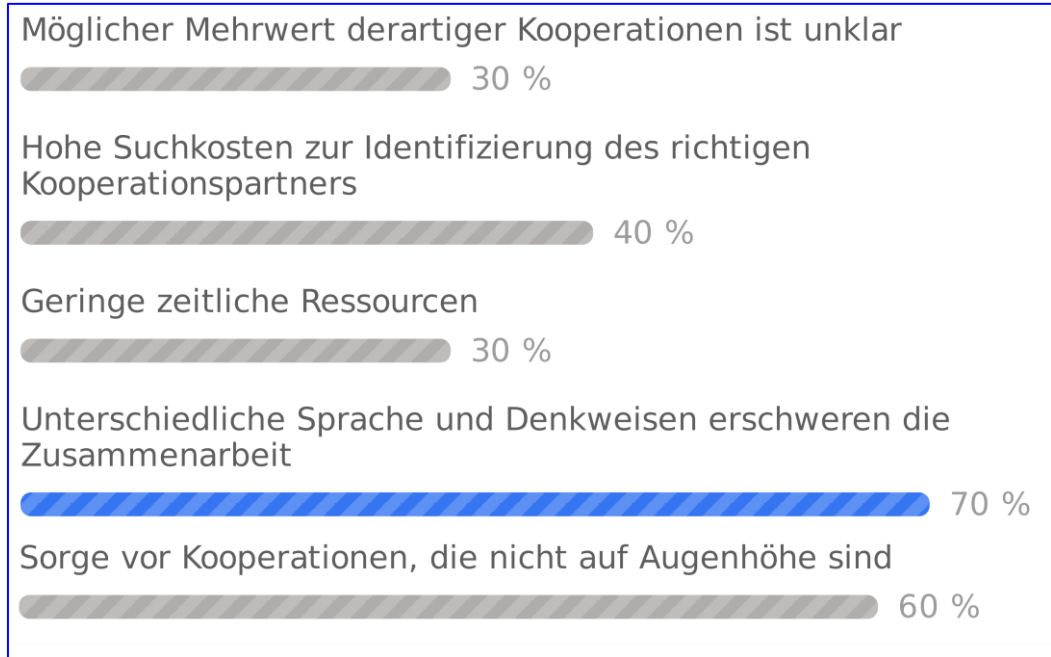 Möglicher Mehrwert derartiger Kooperationen ist unklar
30 %
Hohe Suchkosten zur Identifizierung des richtigen
Kooperationspartners
40 %
Geringe zeitliche Ressourcen
30 %
Unterschiedliche Sprache und Denkweisen erschweren die
Zusammenarbeit
70 %
Sorge vor Kooperationen, die nicht auf Augenhöhe sind
60 %